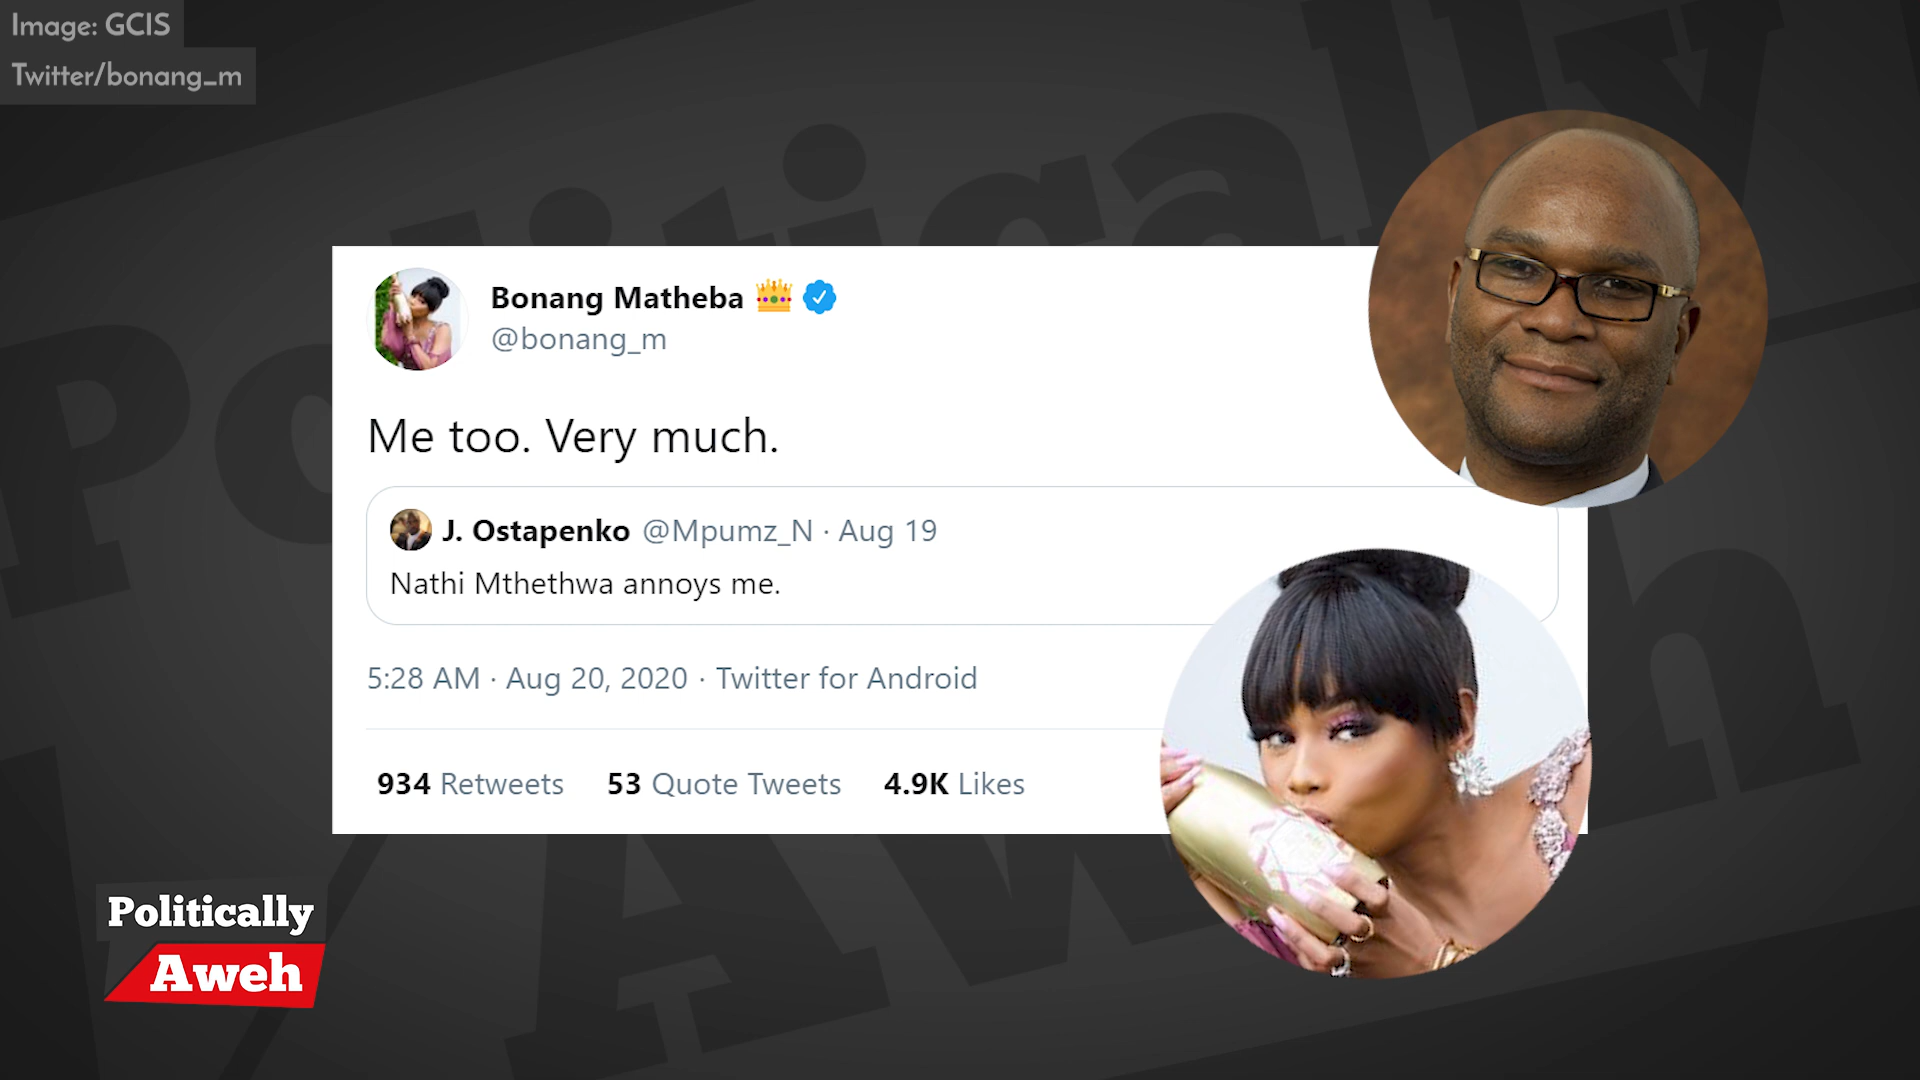 Image: GCIS
Twitter/bonang_m
Bonang Matheba
@bonang_m
Me too. Very much.
J. Ostapenko @Mpumz_N · Aug 19
Nathi Mthethwa annoys me.
5:28 AM · Aug 20, 2020 · Twitter for Android
934 Retweets 53 Quote Tweets 4.9K Likes
Politically
Aweh